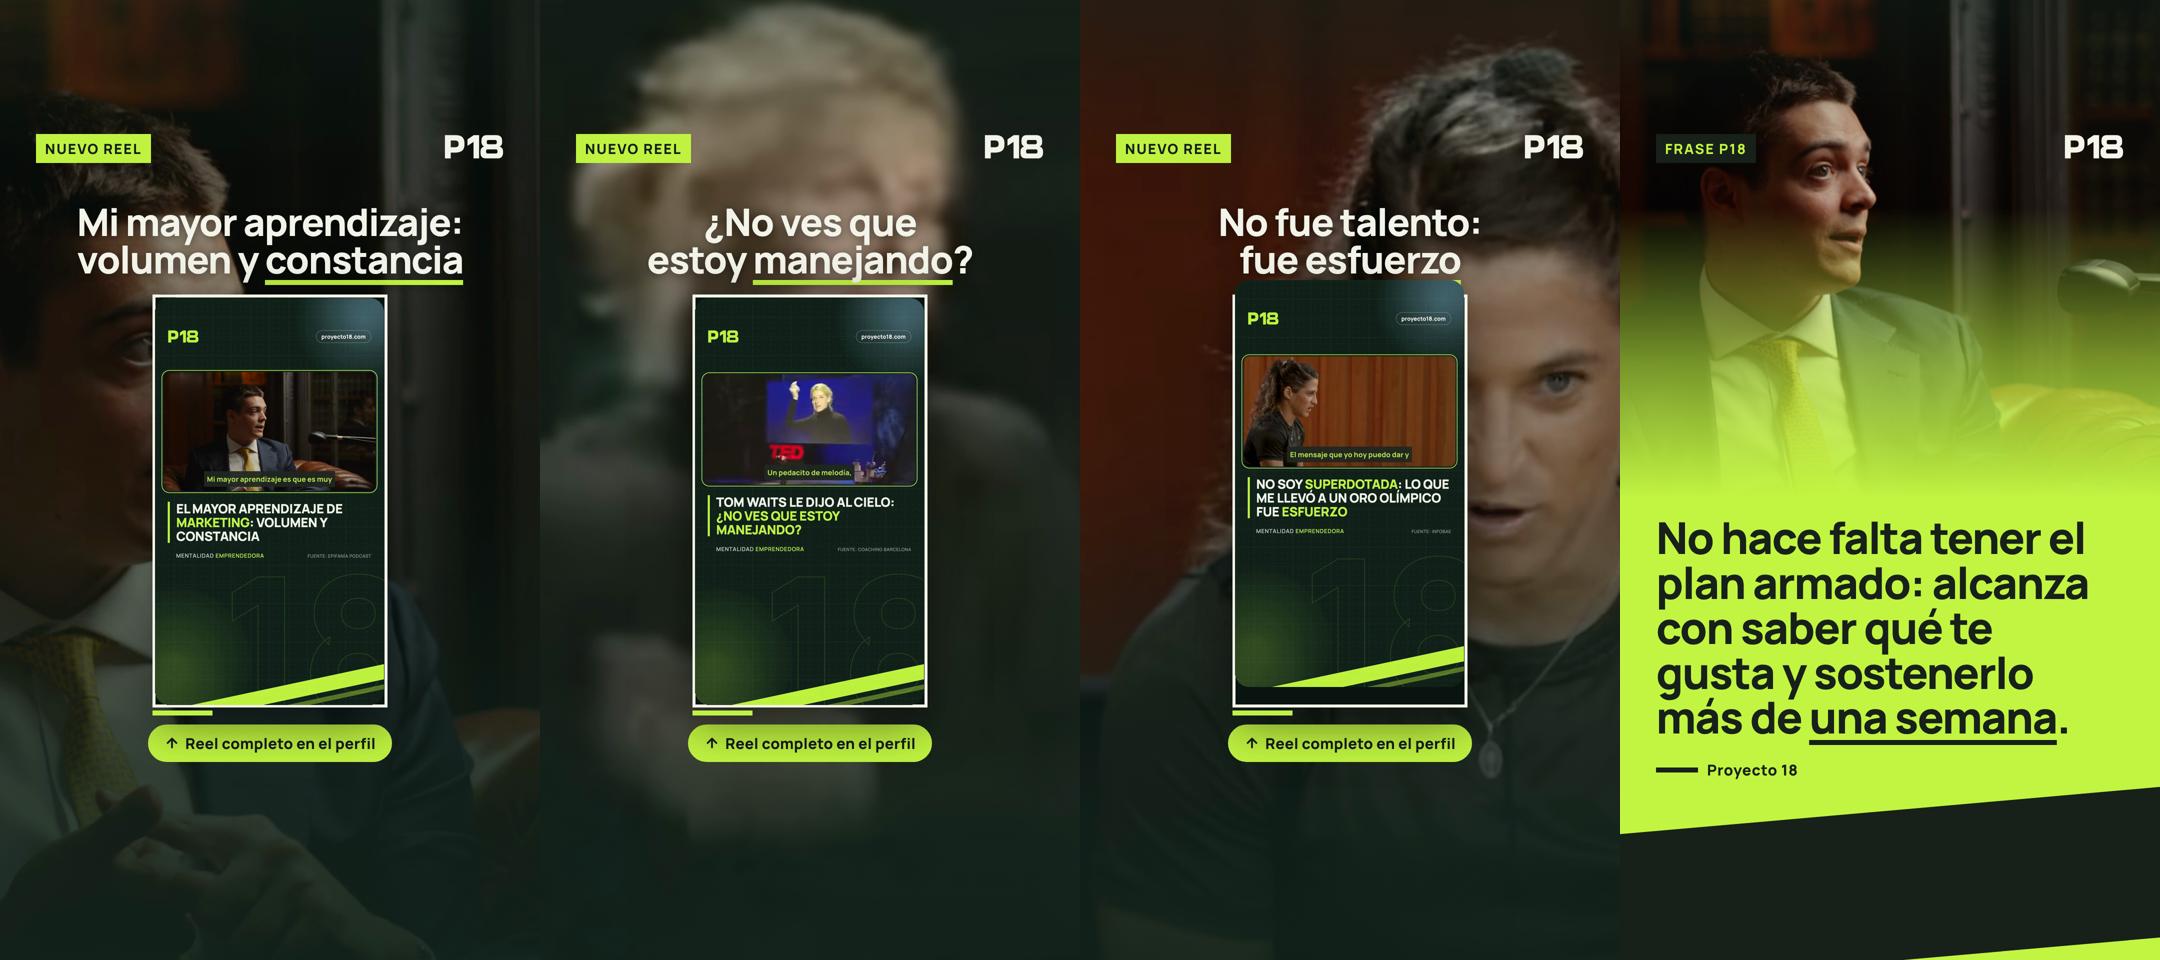 NUEVO REEL
P18
Mi mayor aprendizaje:
volumen y constancia
P18
proyecto18.com
Mi mayor aprendizaje es que es muy
EL MAYOR APRENDIZAJE DE
MARKETING: VOLUMEN Y
CONSTANCIA
MENTALIDAD EMPRENDEDORA
FUENTE: EPIFANÍA PODCAST
18
↑ Reel completo en el perfil
NUEVO REEL
P18
¿No ves que
estoy manejando?
P18
proyecto18.com
TED
Un pedacito de melodía,
TOM WAITS LE DIJO AL CIELO:
¿NO VES QUE ESTOY
MANEJANDO?
MENTALIDAD EMPRENDEDORA
FUENTE: COACHING BARCELONA
18
↑ Reel completo en el perfil
NUEVO REEL
P18
No fue talento:
fue esfuerzo
P18
proyecto18.com
El mensaje que yo hoy puedo dar y
NO SOY SUPERDOTADA: LO QUE
ME LLEVÓ A UN ORO OLÍMPICO
FUE ESFUERZO
MENTALIDAD EMPRENDEDORA
FUENTE: INFOBAE
18
↑ Reel completo en el perfil
FRASE P18
P18
No hace falta tener el
plan armado: alcanza
con saber qué te
gusta y sostenerlo
más de una semana.
Proyecto 18